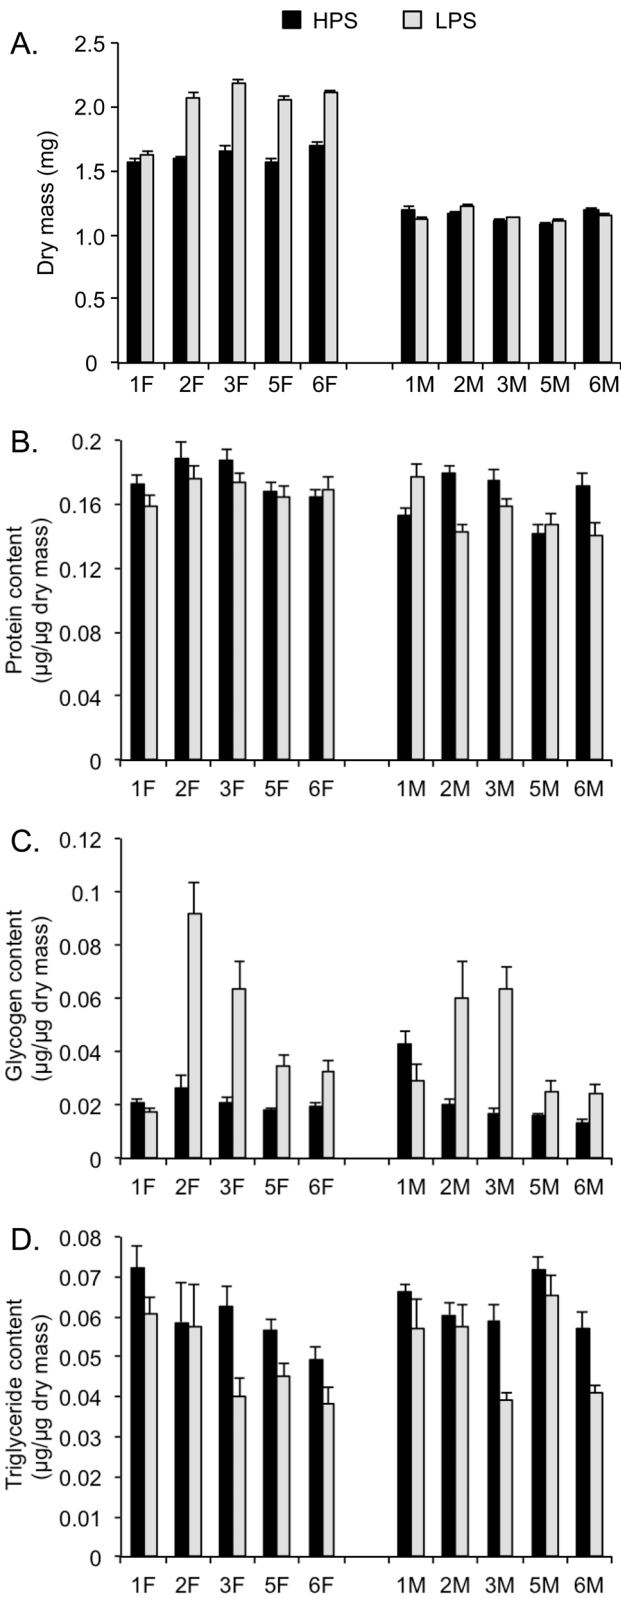 HPS LPS
A.
Dry mass (mg)
2.5
2.0
1.5
1.0
0.5
0
1F 2F 3F 5F 6F 1M 2M 3M 5M 6M
B.
Protein content
(µg/µg dry mass)
0.2
0.16
0.12
0.08
0.04
0
1F 2F 3F 5F 6F 1M 2M 3M 5M 6M
C.
Glycogen content
(µg/µg dry mass)
0.12
0.1
0.08
0.06
0.04
0.02
0
1F 2F 3F 5F 6F 1M 2M 3M 5M 6M
D.
Triglyceride content
(µg/µg dry mass)
0.08
0.07
0.06
0.05
0.04
0.03
0.02
0.01
0
1F 2F 3F 5F 6F 1M 2M 3M 5M 6M